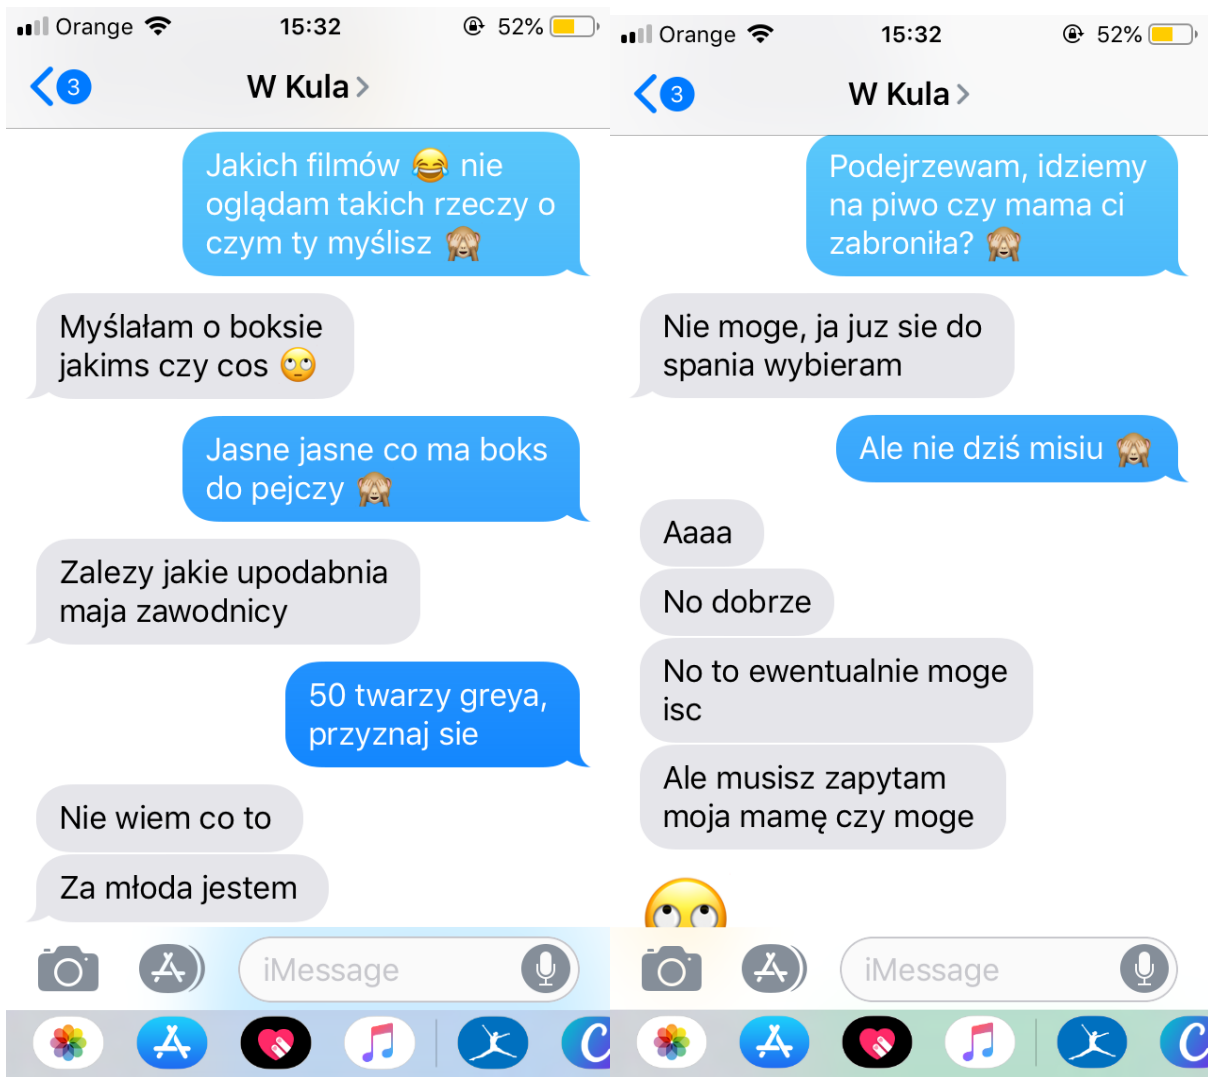 Orange
15:32
52%
3
W Kula
Jakich filmów 😂 nie
oglądam takich rzeczy o
czym ty myślisz 🙈
Myślałam o boksie
jakims czy cos 🙄
Jasne jasne co ma boks
do pejczy 🙈
Zalezy jakie upodabnia
maja zawodnicy
50 twarzy greya,
przyznaj sie
Nie wiem co to
Za młoda jestem
iMessage
Orange
15:32
52%
3
W Kula
Podejrzewam, idziemy
na piwo czy mama ci
zabroniła? 🙈
Nie moge, ja juz sie do
spania wybieram
Ale nie dziś misiu 🙈
Aaaa
No dobrze
No to ewentualnie moge
isc
Ale musisz zapytam
moja mamę czy moge
🙄
iMessage